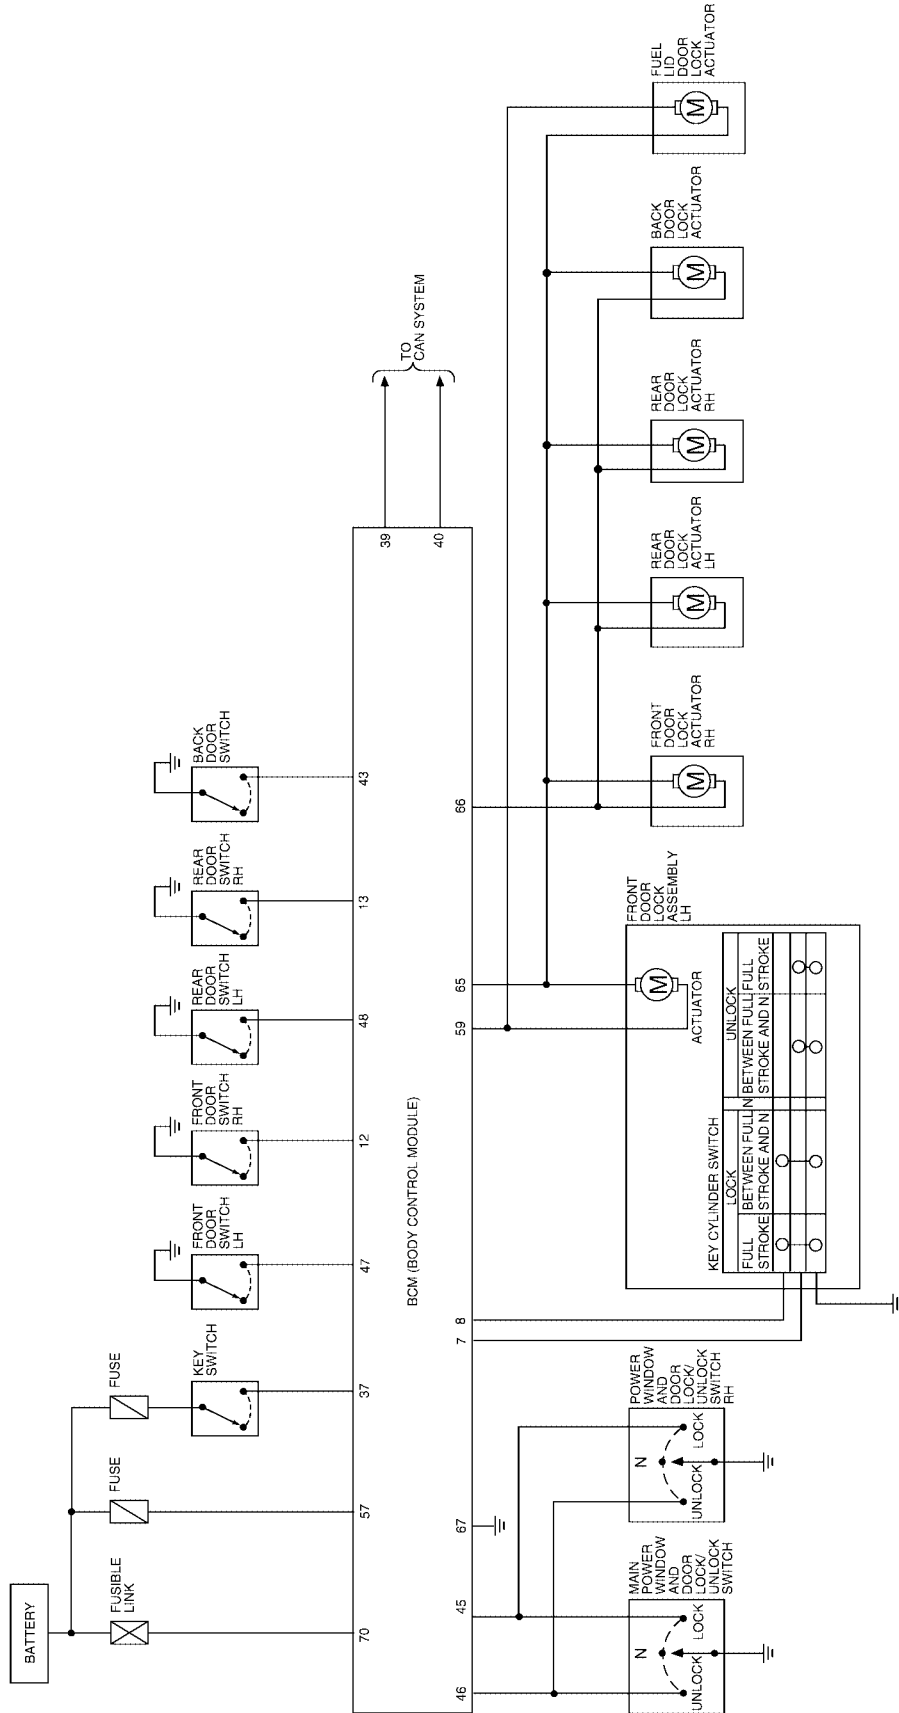 BATTERY
FUSIBLE
LINK
FUSE
FUSE
KEY
SWITCH
FRONT
DOOR
SWITCH
LH
FRONT
DOOR
SWITCH
RH
REAR
DOOR
SWITCH
LH
REAR
DOOR
SWITCH
RH
BACK
DOOR
SWITCH
70
57
37
47
12
48
13
43
BCM (BODY CONTROL MODULE)
39
40
TO
CAN SYSTEM
46
45
67
7
8
59
65
66
MAIN
POWER
WINDOW
AND
DOOR
LOCK/
UNLOCK
SWITCH
N
UNLOCK
LOCK
POWER
WINDOW
AND
DOOR
LOCK/
UNLOCK
SWITCH
RH
N
UNLOCK
LOCK
FRONT
DOOR
LOCK
ASSEMBLY
LH
M
ACTUATOR
KEY CYLINDER SWITCH
LOCK
UNLOCK
FULL
STROKE
BETWEEN FULL
STROKE AND N
N
BETWEEN FULL
STROKE AND N
FULL
STROKE
FRONT
DOOR
LOCK
ACTUATOR
RH
M
REAR
DOOR
LOCK
ACTUATOR
LH
M
REAR
DOOR
LOCK
ACTUATOR
RH
M
BACK
DOOR
LOCK
ACTUATOR
M
FUEL
LID
DOOR
LOCK
ACTUATOR
M